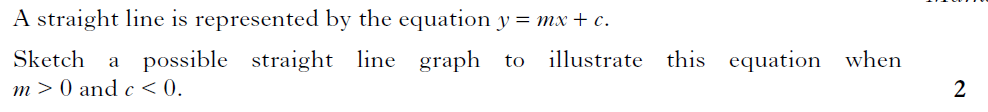 A straight line is represented by the equation y = mx + c.
Sketch a possible straight line graph to illustrate this equation when
m > 0 and c < 0.
2